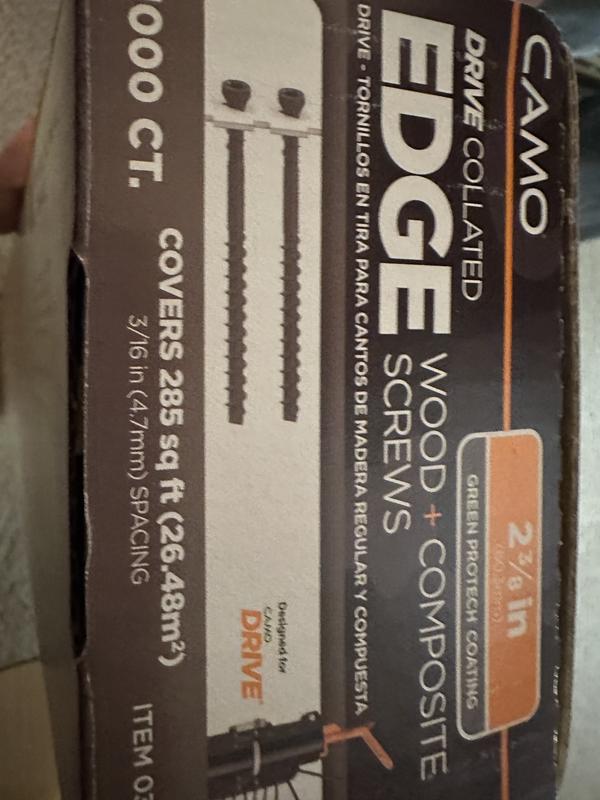 CAMO
DRIVE COLLATED
EDGE
WOOD + COMPOSITE
SCREWS
DRIVE - TORNILLOS EN TIRA PARA CANTOS DE MADERA REGULAR Y COMPUESTA
2 3/8 in
GREEN PROTECH COATING
Designed for
CAMO
DRIVE
000 CT.
COVERS 285 sq ft (26.48m²)
3/16 in (4.7mm) SPACING
ITEM 03